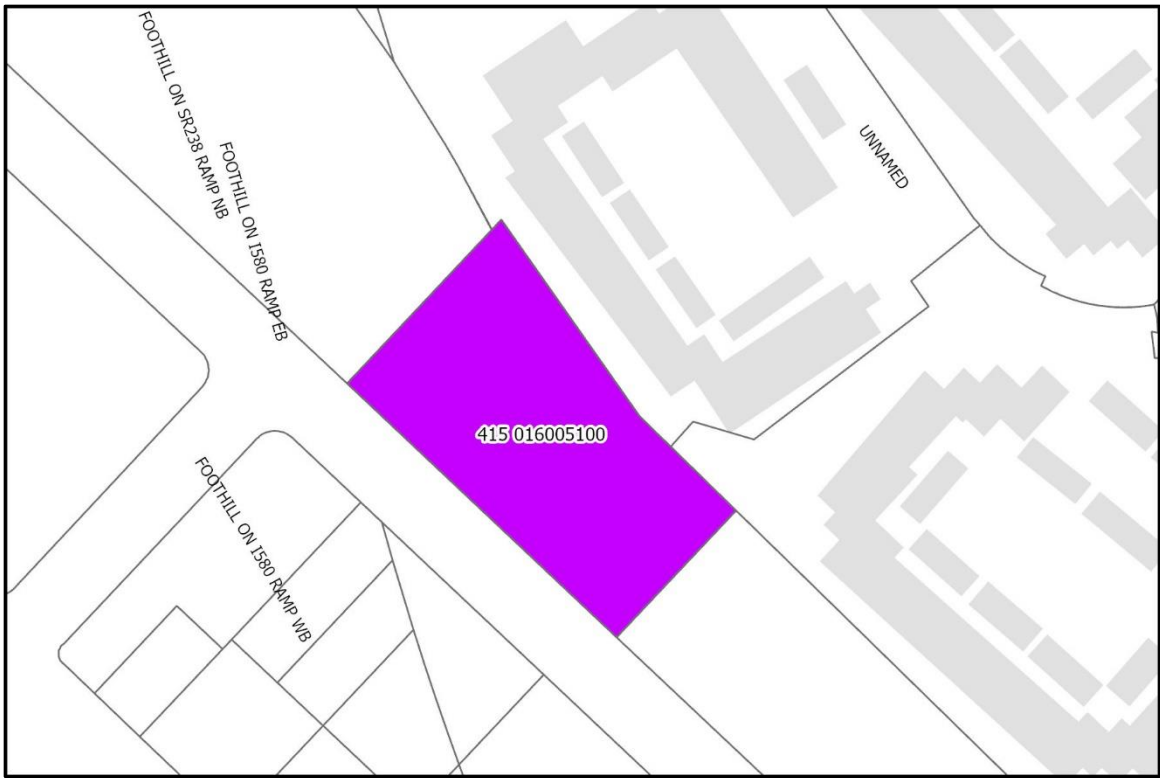 FOOTHILL ON SR238 RAMP NB
FOOTHILL ON I580 RAMP EB
UNNAMED
415 016005100
FOOTHILL ON I580 RAMP WB